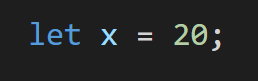 let x = 20;